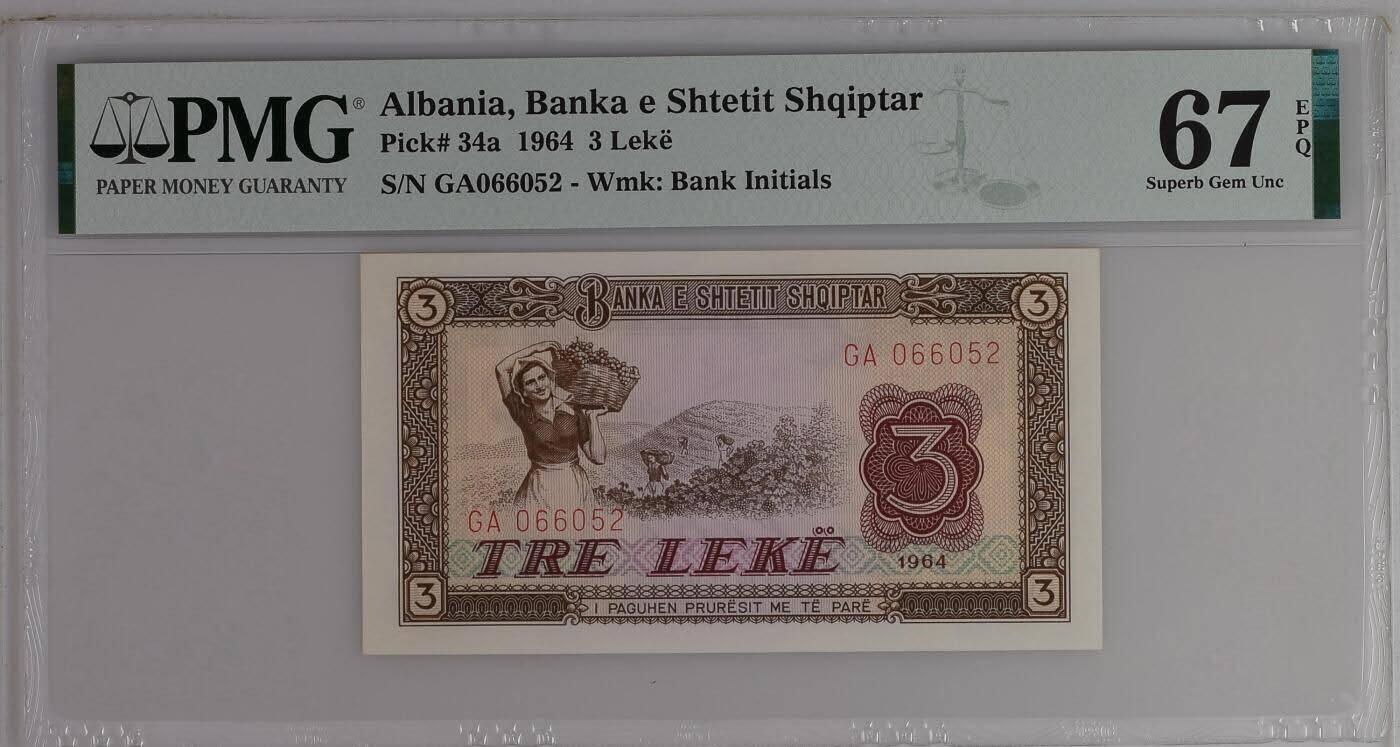 PMG®
PAPER MONEY GUARANTY
Albania, Banka e Shtetit Shqiptar
Pick# 34a 1964 3 Lekë
S/N GA066052 - Wmk: Bank Initials
67
EPQ
Superb Gem Unc
3 BANKA E SHTETIT SHQIPTAR 3
GA 066052
3
GA 066052
TRE LEKË
1964
3 I PAGUHEN PRURËSIT ME TË PARË 3